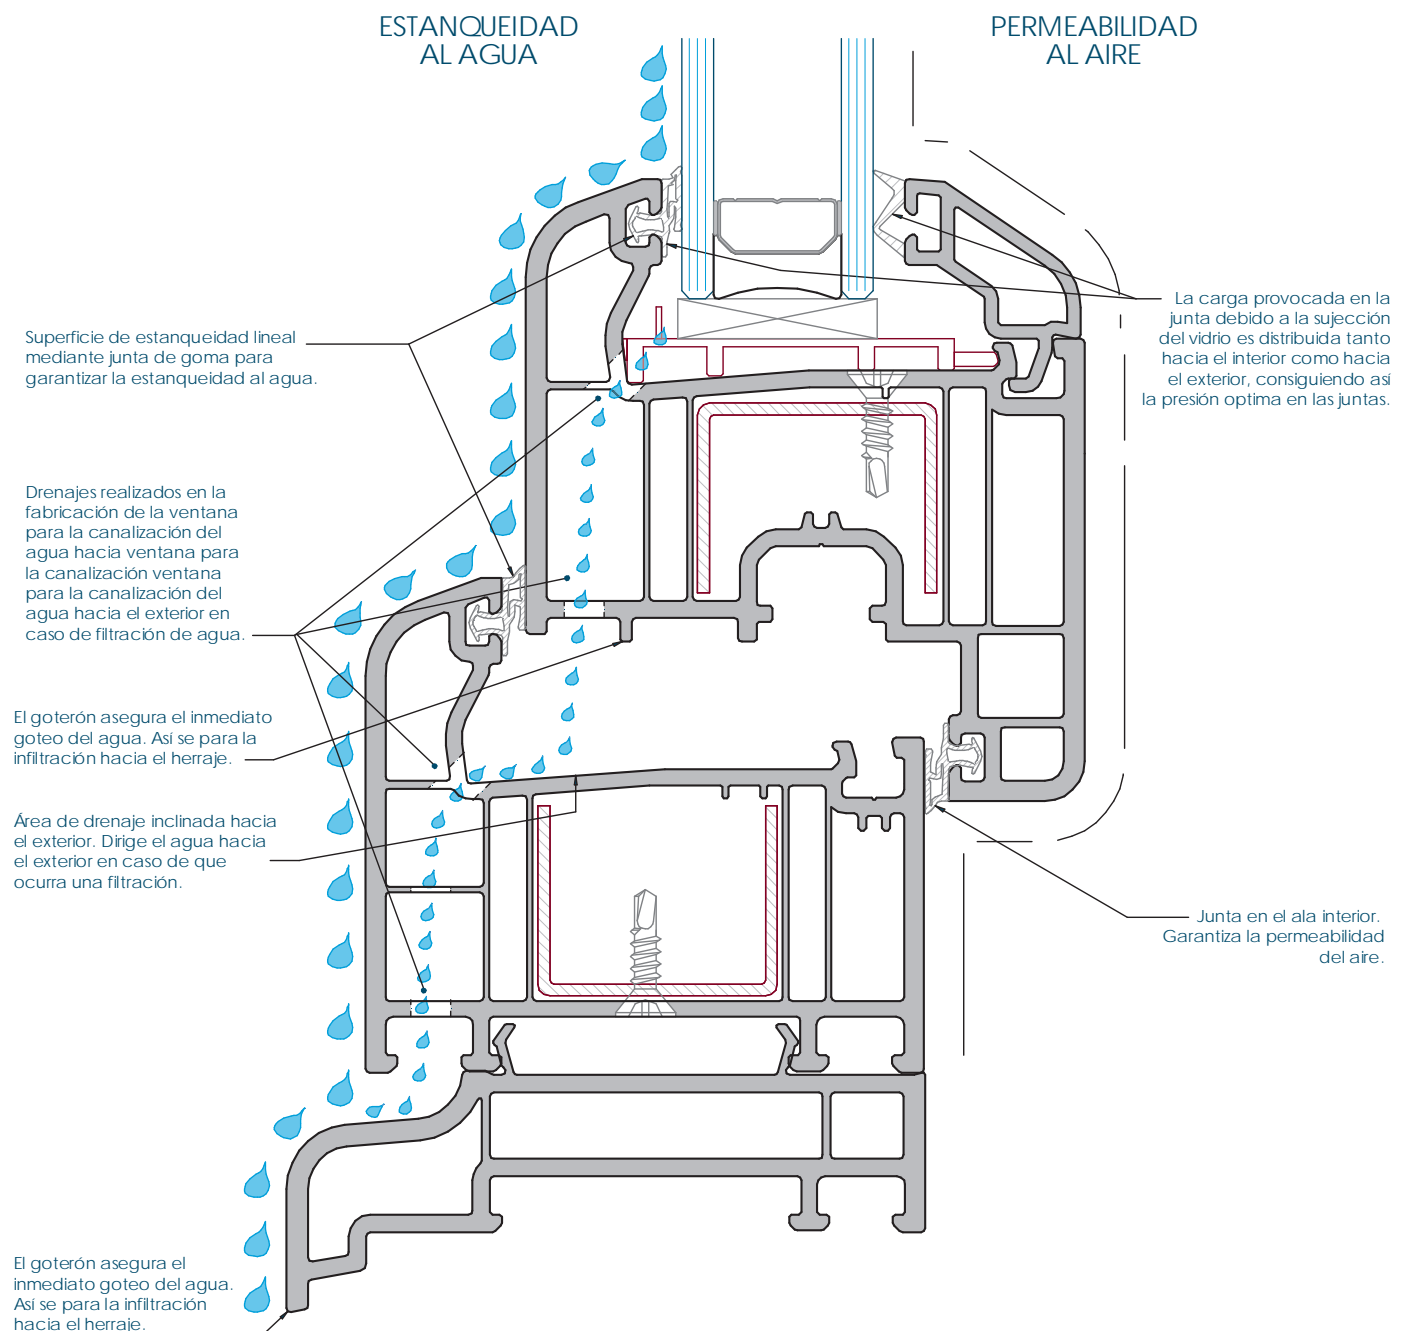 ESTANQUEIDAD
AL AGUA
PERMEABILIDAD
AL AIRE
Superficie de estanqueidad lineal
mediante junta de goma para
garantizar la estanqueidad al agua.
La carga provocada en la
junta debido a la sujección
del vidrio es distribuida tanto
hacia el interior como hacia
el exterior, consiguiendo así
la presión optima en las juntas.
Drenajes realizados en la
fabricación de la ventana
para la canalización del
agua hacia ventana para
la canalización ventana
para la canalización del
agua hacia el exterior en
caso de filtración de agua.
El goterón asegura el inmediato
goteo del agua. Así se para la
infiltración hacia el herraje.
Área de drenaje inclinada hacia
el exterior. Dirige el agua hacia
el exterior en caso de que
ocurra una filtración.
Junta en el ala interior.
Garantiza la permeabilidad
del aire.
El goterón asegura el
inmediato goteo del agua.
Así se para la infiltración
hacia el herraje.